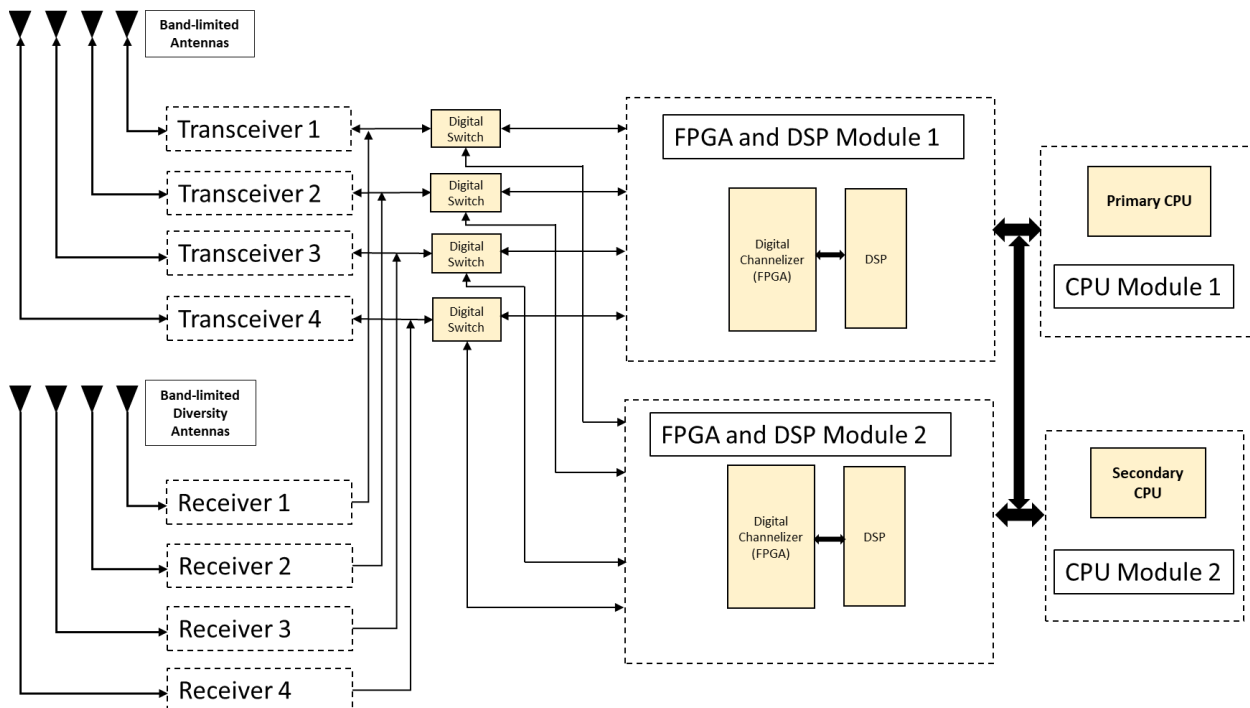 Band-limited
Antennas
Transceiver 1
Transceiver 2
Transceiver 3
Transceiver 4
Digital
Switch
Digital
Switch
Digital
Switch
Digital
Switch
FPGA and DSP Module 1
Digital
Channelizer
(FPGA)
DSP
Primary CPU
CPU Module 1
Band-limited
Diversity
Antennas
Receiver 1
Receiver 2
Receiver 3
Receiver 4
FPGA and DSP Module 2
Digital
Channelizer
(FPGA)
DSP
Secondary
CPU
CPU Module 2